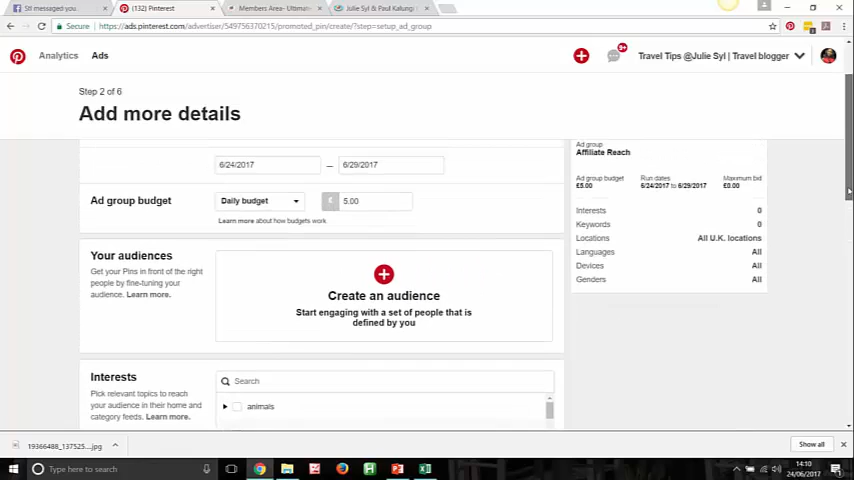 Stl messaged you
(132) Pinterest
Members Area- Ultimat
Julie Syl & Paul Kalungi
Secure
https://ads.pinterest.com/advertiser/549756370215/promoted_pin/create/?step=setup_ad_group
Analytics
Ads
9+
Travel Tips @Julie Syl | Travel blogger
Step 2 of 6
Add more details
6/24/2017
—
6/29/2017
Ad group budget
Daily budget
£
5.00
Learn more about how budgets work
Your audiences
Get your Pins in front of the right
people by fine-tuning your
audience. Learn more.
Create an audience
Start engaging with a set of people that is
defined by you
Interests
Pick relevant topics to reach
your audience in their home and
category feeds. Learn more.
Search
animals
Ad group
Affiliate Reach
Ad group budget
£5.00
Run dates
6/24/2017 to 6/29/2017
Maximum bid
£0.00
Interests
0
Keywords
0
Locations
All U.K. locations
Languages
All
Devices
All
Genders
All
19366488_137525....jpg
Show all
Type here to search
14:10
24/06/2017